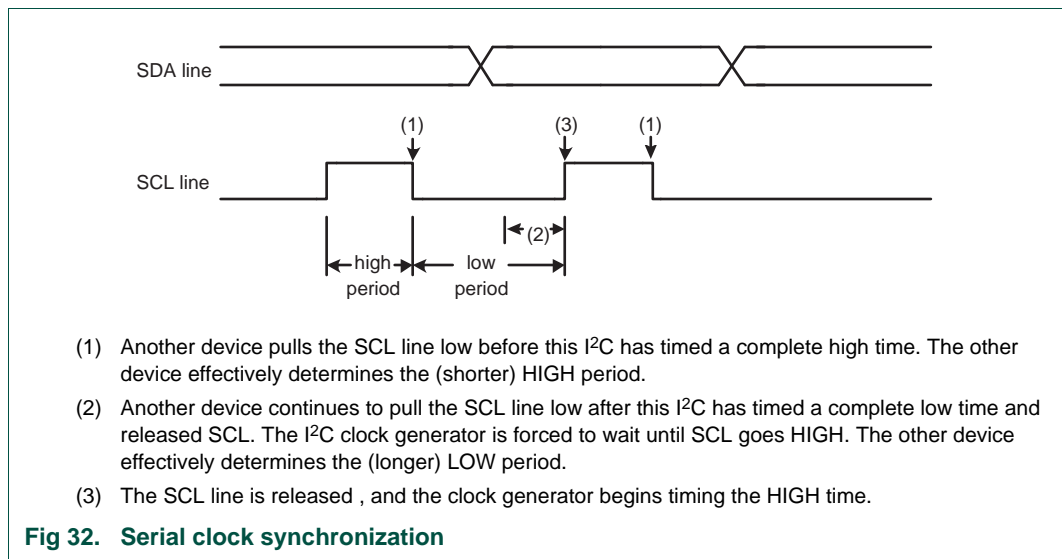 SDA line
(1) (3) (1)
SCL line
(2)
high low
period period
(1) Another device pulls the SCL line low before this I2C has timed a complete high time. The other
device effectively determines the (shorter) HIGH period.
(2) Another device continues to pull the SCL line low after this I2C has timed a complete low time and
released SCL. The I2C clock generator is forced to wait until SCL goes HIGH. The other device
effectively determines the (longer) LOW period.
(3) The SCL line is released , and the clock generator begins timing the HIGH time.
Fig 32. Serial clock synchronization